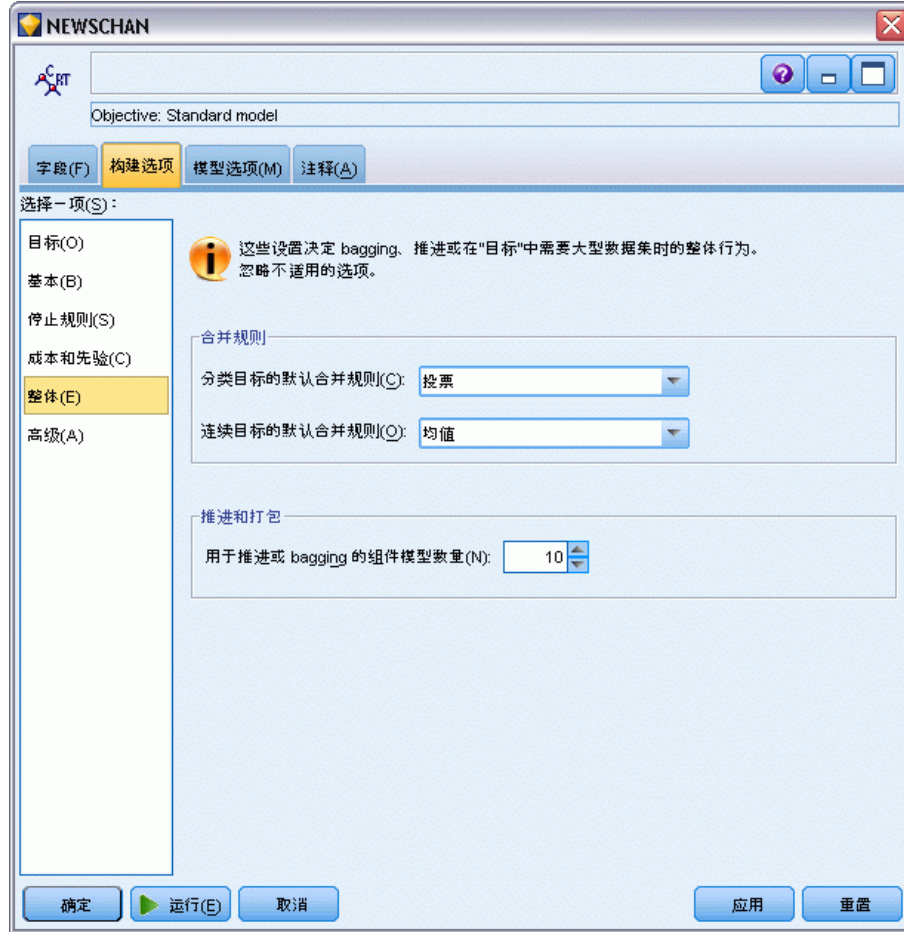 NEWSCHAN
C RT
Objective: Standard model
字段(F) 构建选项 模型选项(M) 注释(A)
选择一项(S):
目标(O)
基本(B)
停止规则(S)
成本和先验(C)
整体(E)
高级(A)
这些设置决定 bagging、推进或在"目标"中需要大型数据集时的整体行为。
忽略不适用的选项。
合并规则
分类目标的默认合并规则(C): 投票
连续目标的默认合并规则(O): 均值
推进和打包
用于推进或 bagging 的组件模型数量(N): 10
确定 运行(E) 取消 应用 重置